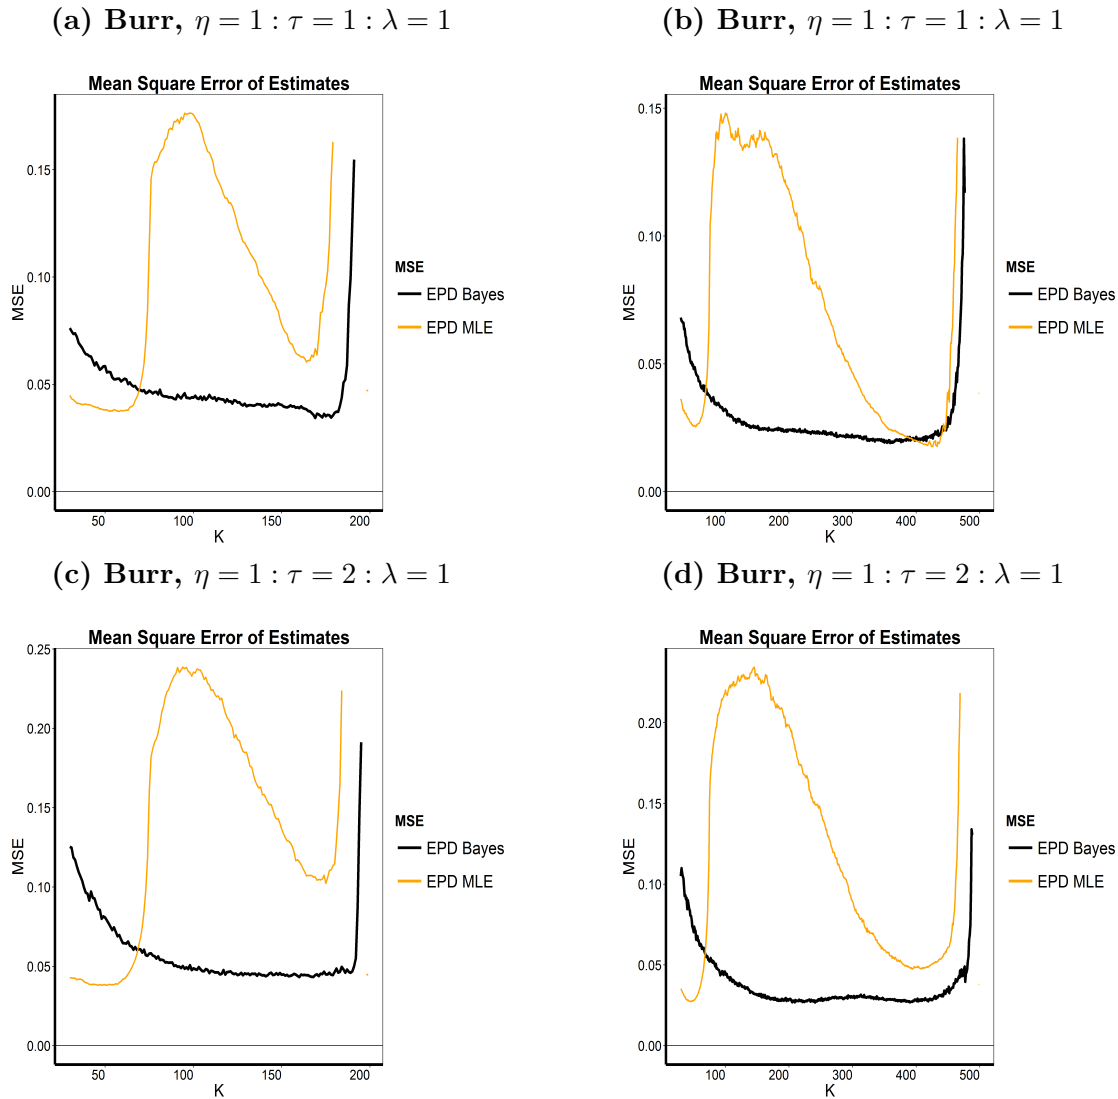 (a) Burr, η = 1 : τ = 1 : λ = 1
Mean Square Error of Estimates
0.15
0.10
0.05
0.00
MSE
50 100 150 200
K
MSE
EPD Bayes
EPD MLE
(b) Burr, η = 1 : τ = 1 : λ = 1
Mean Square Error of Estimates
0.15
0.10
0.05
0.00
MSE
100 200 300 400 500
K
MSE
EPD Bayes
EPD MLE
(c) Burr, η = 1 : τ = 2 : λ = 1
Mean Square Error of Estimates
0.25
0.20
0.15
0.10
0.05
0.00
MSE
50 100 150 200
K
MSE
EPD Bayes
EPD MLE
(d) Burr, η = 1 : τ = 2 : λ = 1
Mean Square Error of Estimates
0.20
0.15
0.10
0.05
0.00
MSE
100 200 300 400 500
K
MSE
EPD Bayes
EPD MLE